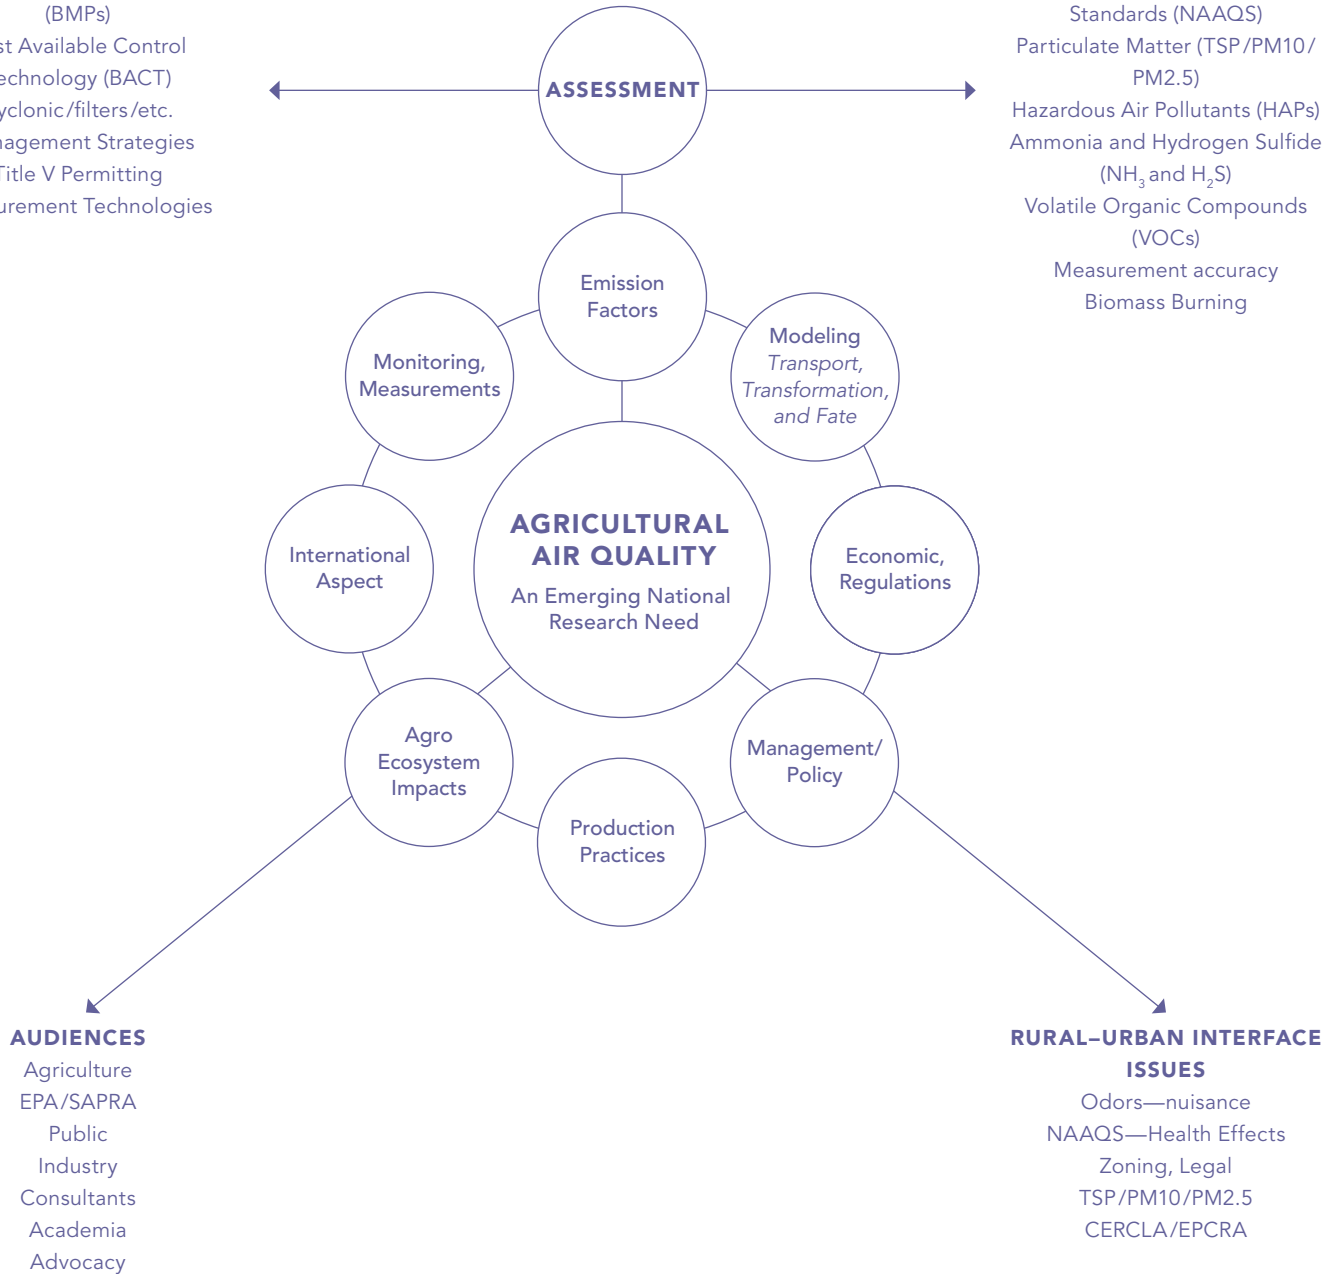 (BMPs)
st Available Control
echnology (BACT)
yclonic/filters/etc.
nagement Strategies
Title V Permitting
urement Technologies
ASSESSMENT
Standards (NAAQS)
Particulate Matter (TSP/PM10/
PM2.5)
Hazardous Air Pollutants (HAPs)
Ammonia and Hydrogen Sulfide
(NH₃ and H₂S)
Volatile Organic Compounds
(VOCs)
Measurement accuracy
Biomass Burning
Emission
Factors
Monitoring,
Measurements
Modeling
Transport,
Transformation,
and Fate
International
Aspect
AGRICULTURAL
AIR QUALITY
An Emerging National
Research Need
Economic,
Regulations
Agro
Ecosystem
Impacts
Production
Practices
Management/
Policy
AUDIENCES
Agriculture
EPA/SAPRA
Public
Industry
Consultants
Academia
Advocacy
RURAL–URBAN INTERFACE
ISSUES
Odors—nuisance
NAAQS—Health Effects
Zoning, Legal
TSP/PM10/PM2.5
CERCLA/EPCRA